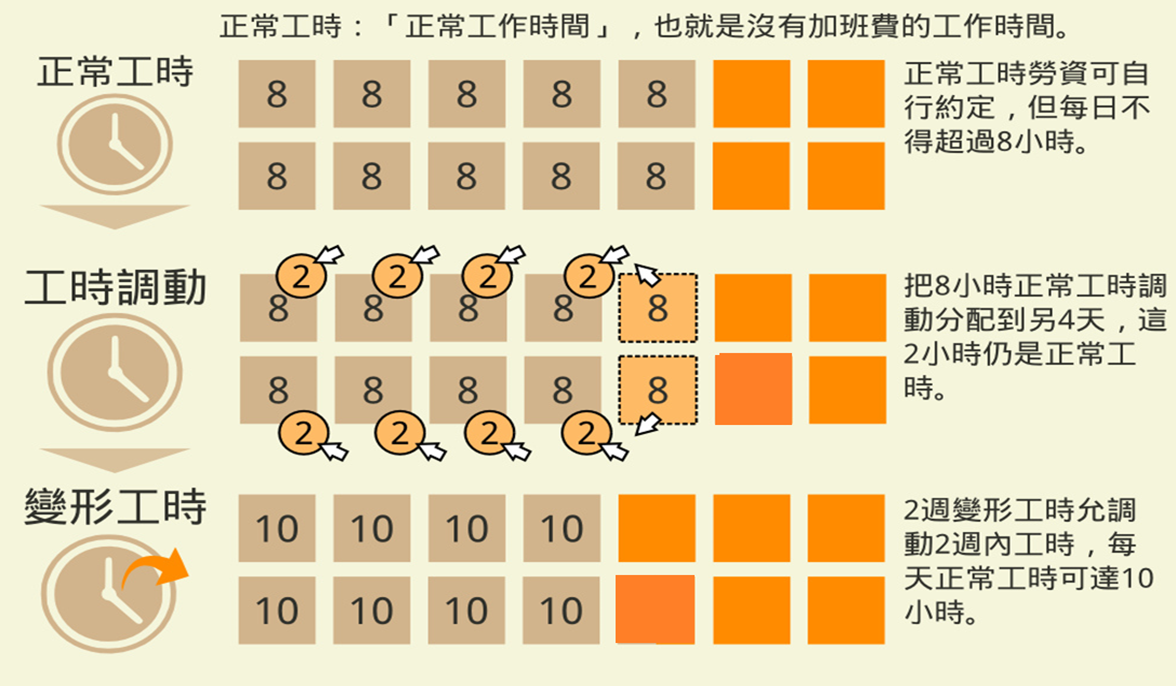 正常工時：「正常工作時間」，也就是沒有加班費的工作時間。
正常工時
8 8 8 8 8
8 8 8 8 8
正常工時勞資可自
行約定，但每日不
得超過8小時。
工時調動
2 2 2 2
8 8 8 8 8
8 8 8 8 8
2 2 2 2
把8小時正常工時調
動分配到另4天，這
2小時仍是正常工
時。
變形工時
10 10 10 10
10 10 10 10
2週變形工時允調
動2週內工時，每
天正常工時可達10
小時。